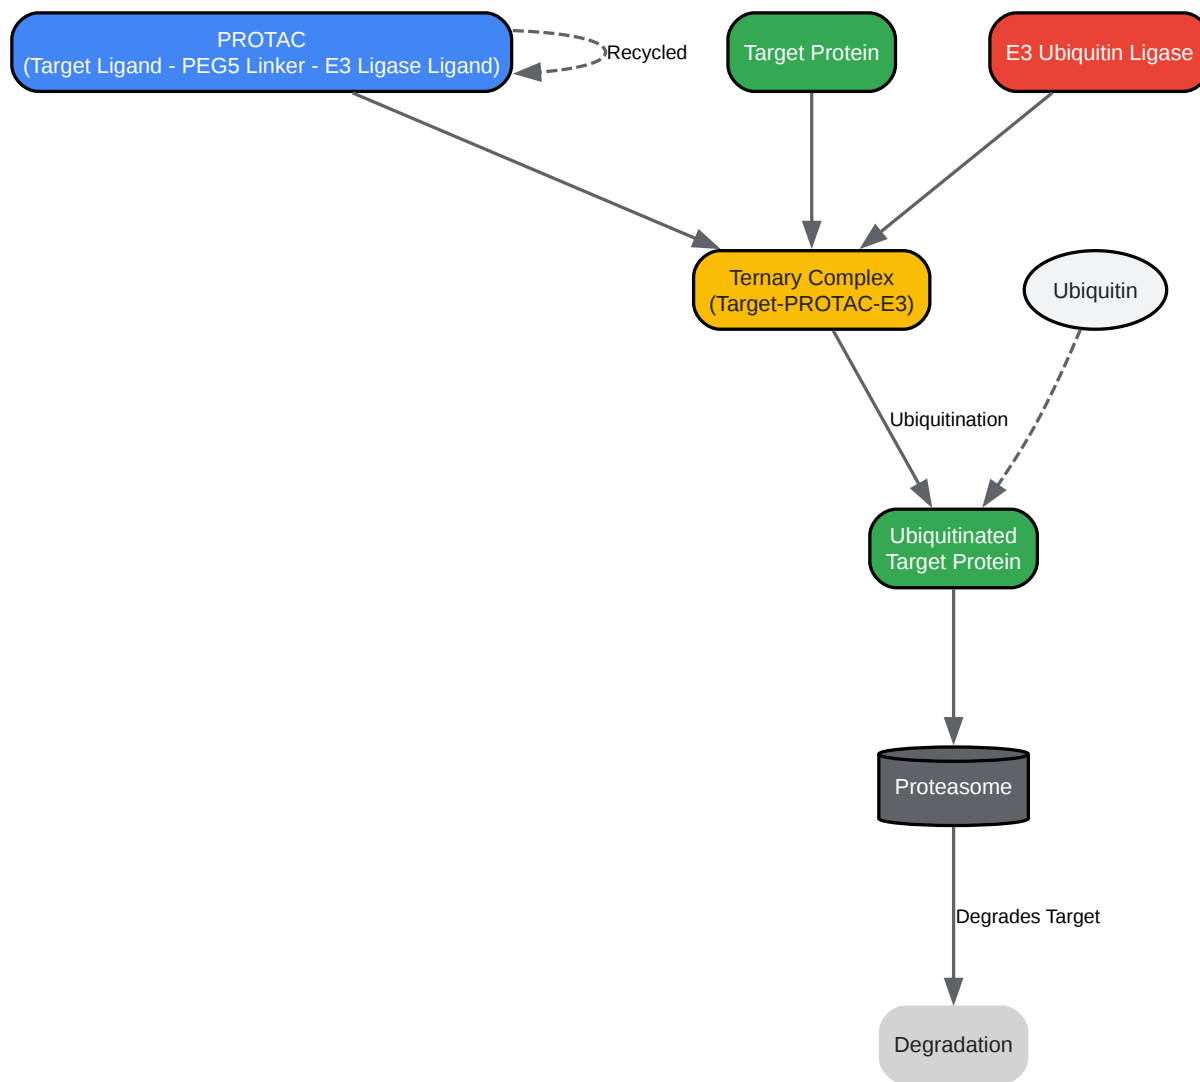 PROTAC
(Target Ligand - PEG5 Linker - E3 Ligase Ligand)
Recycled
Target Protein
E3 Ubiquitin Ligase
Ternary Complex
(Target-PROTAC-E3)
Ubiquitin
Ubiquitination
Ubiquitinated
Target Protein
Proteasome
Degrades Target
Degradation